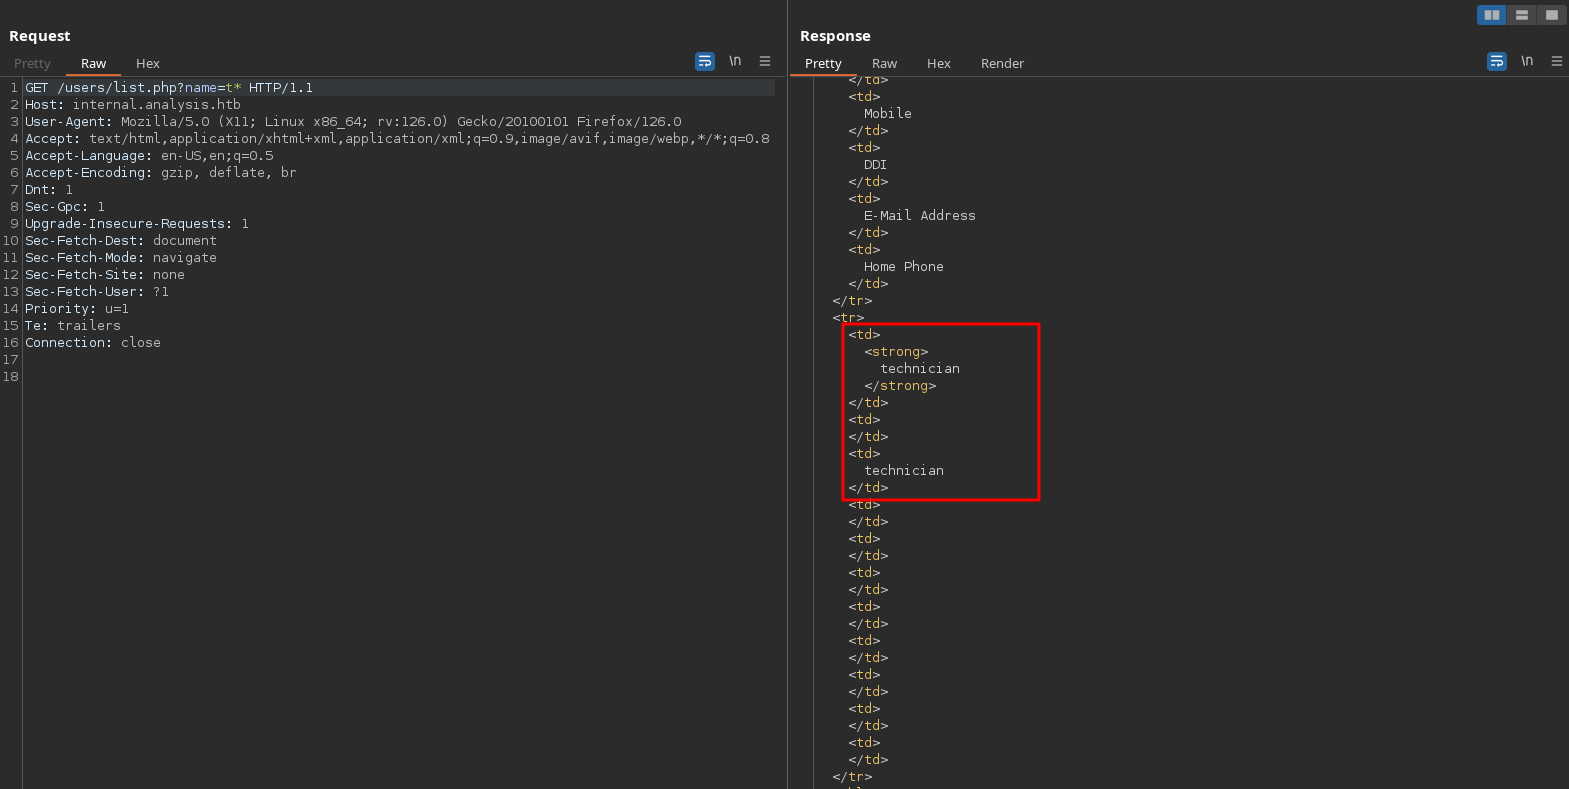 Request
Pretty Raw Hex \n
1 GET /users/list.php?name=t* HTTP/1.1
2 Host: internal.analysis.htb
3 User-Agent: Mozilla/5.0 (X11; Linux x86_64; rv:126.0) Gecko/20100101 Firefox/126.0
4 Accept: text/html,application/xhtml+xml,application/xml;q=0.9,image/avif,image/webp,*/*;q=0.8
5 Accept-Language: en-US,en;q=0.5
6 Accept-Encoding: gzip, deflate, br
7 Dnt: 1
8 Sec-Gpc: 1
9 Upgrade-Insecure-Requests: 1
10 Sec-Fetch-Dest: document
11 Sec-Fetch-Mode: navigate
12 Sec-Fetch-Site: none
13 Sec-Fetch-User: ?1
14 Priority: u=1
15 Te: trailers
16 Connection: close
17
18
Response
Pretty Raw Hex Render \n
</td>
<td>
Mobile
</td>
<td>
DDI
</td>
<td>
E-Mail Address
</td>
<td>
Home Phone
</td>
</tr>
<tr>
<td>
<strong>
technician
</strong>
</td>
<td>
</td>
<td>
technician
</td>
<td>
</td>
<td>
</td>
<td>
</td>
<td>
</td>
<td>
</td>
<td>
</td>
<td>
</td>
<td>
</td>
</tr>